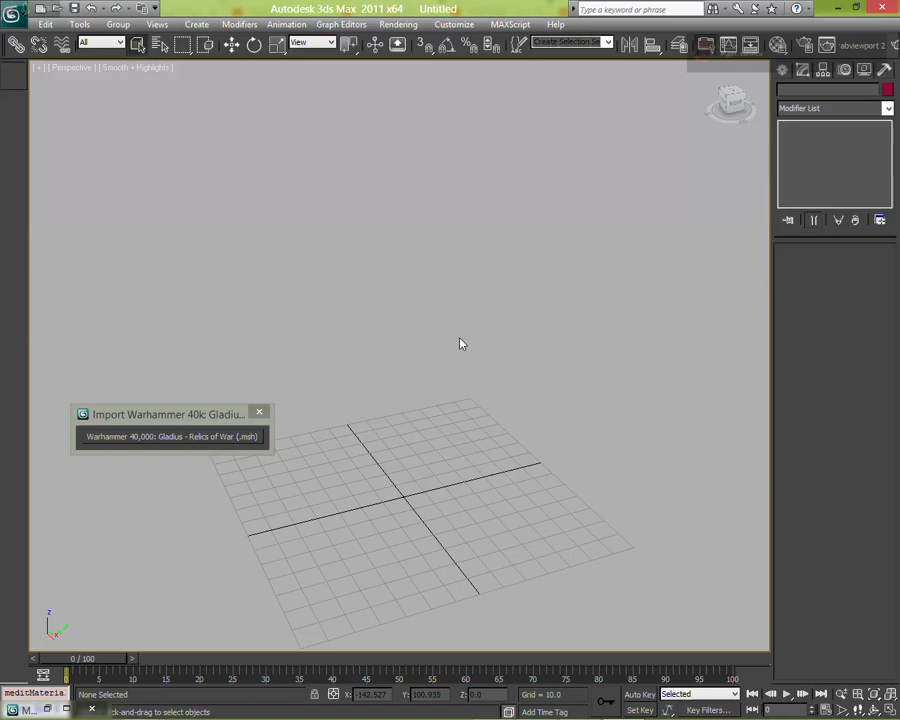 Autodesk 3ds Max 2011 x64 Untitled
Type a keyword or phrase
Edit Tools Group Views Create Modifiers Animation Graph Editors Rendering Customize MAXScript Help
All
View
Create Selection Se
abviewport 2
[ + ] [ Perspective ] [ Smooth + Highlights ]
Modifier List
Import Warhammer 40k: Gladiu...
Warhammer 40,000: Gladius - Relics of War (.msh)
z
x
0 / 100
0 5 10 15 20 25 30 35 40 45 50 55 60 65 70 75 80 85 90 95 100
meditMateria
None Selected
X: -142.527 Y: 100.935 Z: 0.0
Grid = 10.0
Auto Key
Selected
M...
ck-and-drag to select objects
Add Time Tag
Set Key
Key Filters...
0